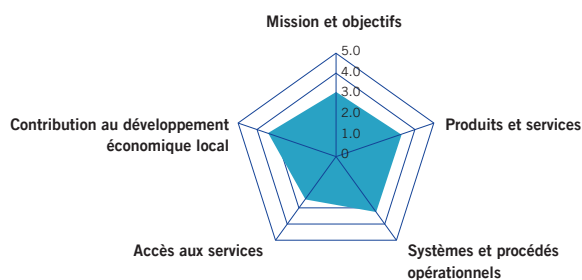 Mission et objectifs
5.0
4.0
3.0
2.0
1.0
0
Contribution au développement
économique local
Produits et services
Accès aux services
Systèmes et procédés
opérationnels